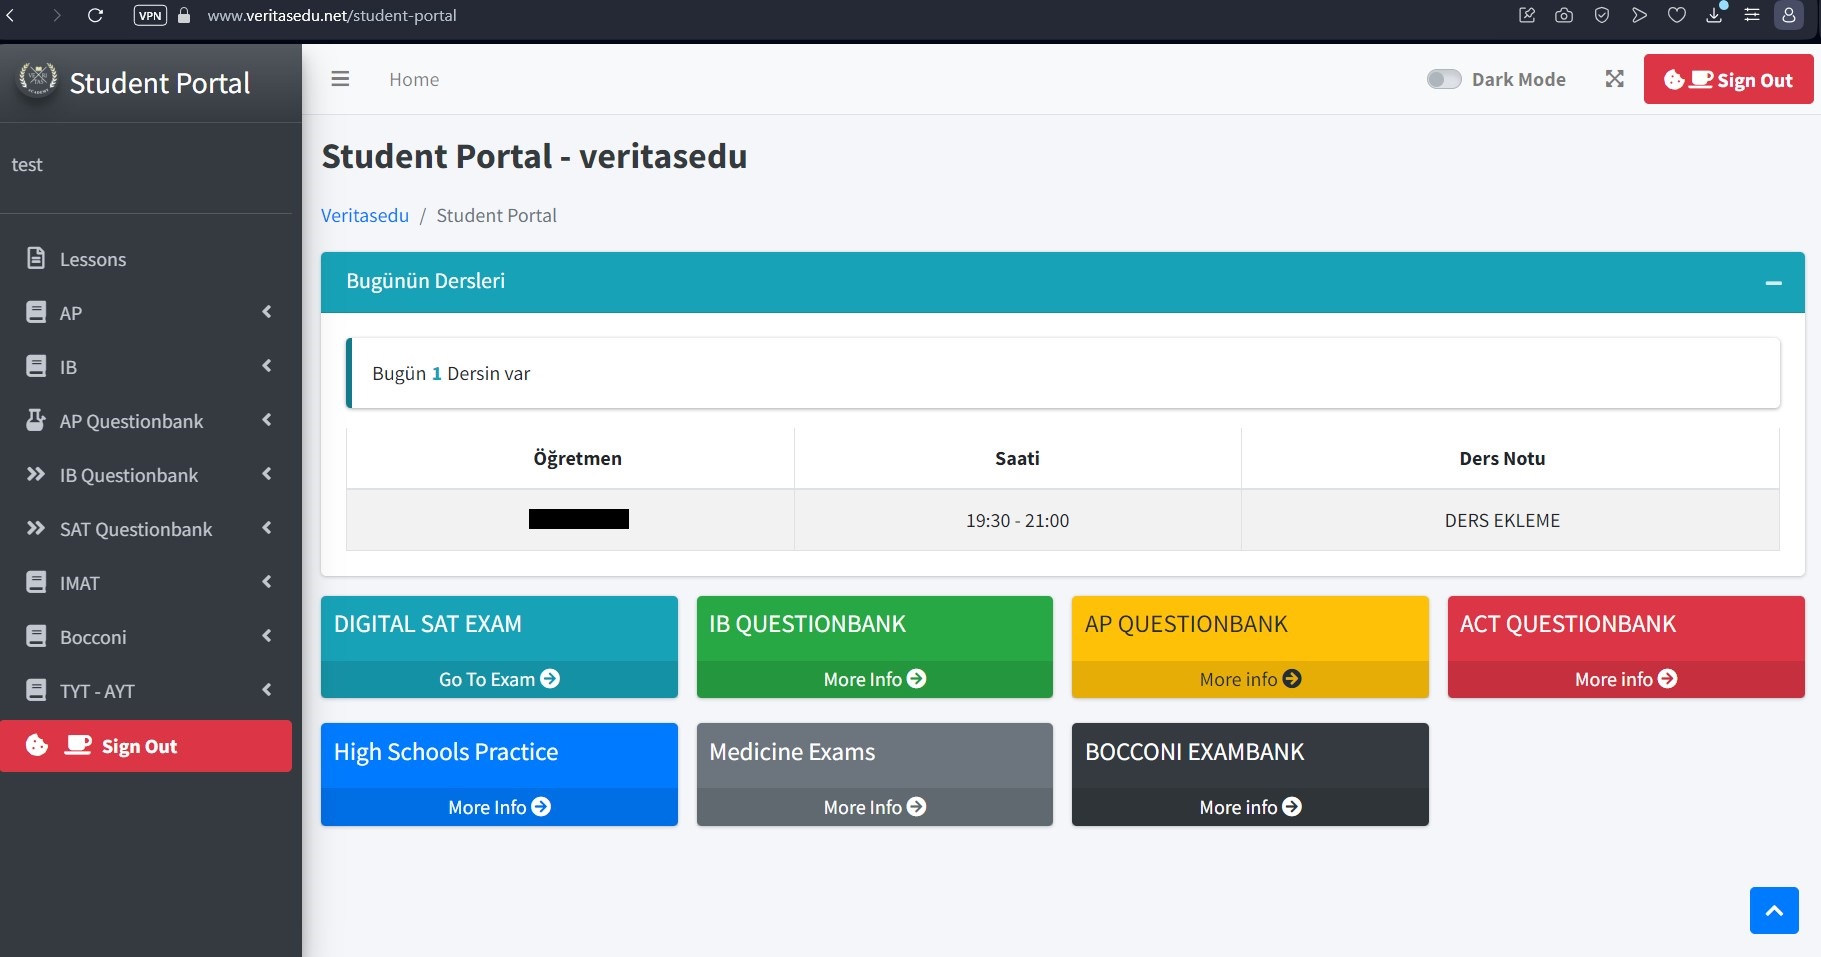 VPN www.veritasedu.net/student-portal
Student Portal
test
Lessons
AP
IB
AP Questionbank
IB Questionbank
SAT Questionbank
IMAT
Bocconi
TYT - AYT
Sign Out
Home
Dark Mode
Sign Out
Student Portal - veritasedu
Veritasedu / Student Portal
Bugünün Dersleri
Bugün 1 Dersin var
Öğretmen Saati Ders Notu
19:30 - 21:00 DERS EKLEME
DIGITAL SAT EXAM
Go To Exam
IB QUESTIONBANK
More Info
AP QUESTIONBANK
More info
ACT QUESTIONBANK
More info
High Schools Practice
More Info
Medicine Exams
More Info
BOCCONI EXAMBANK
More info